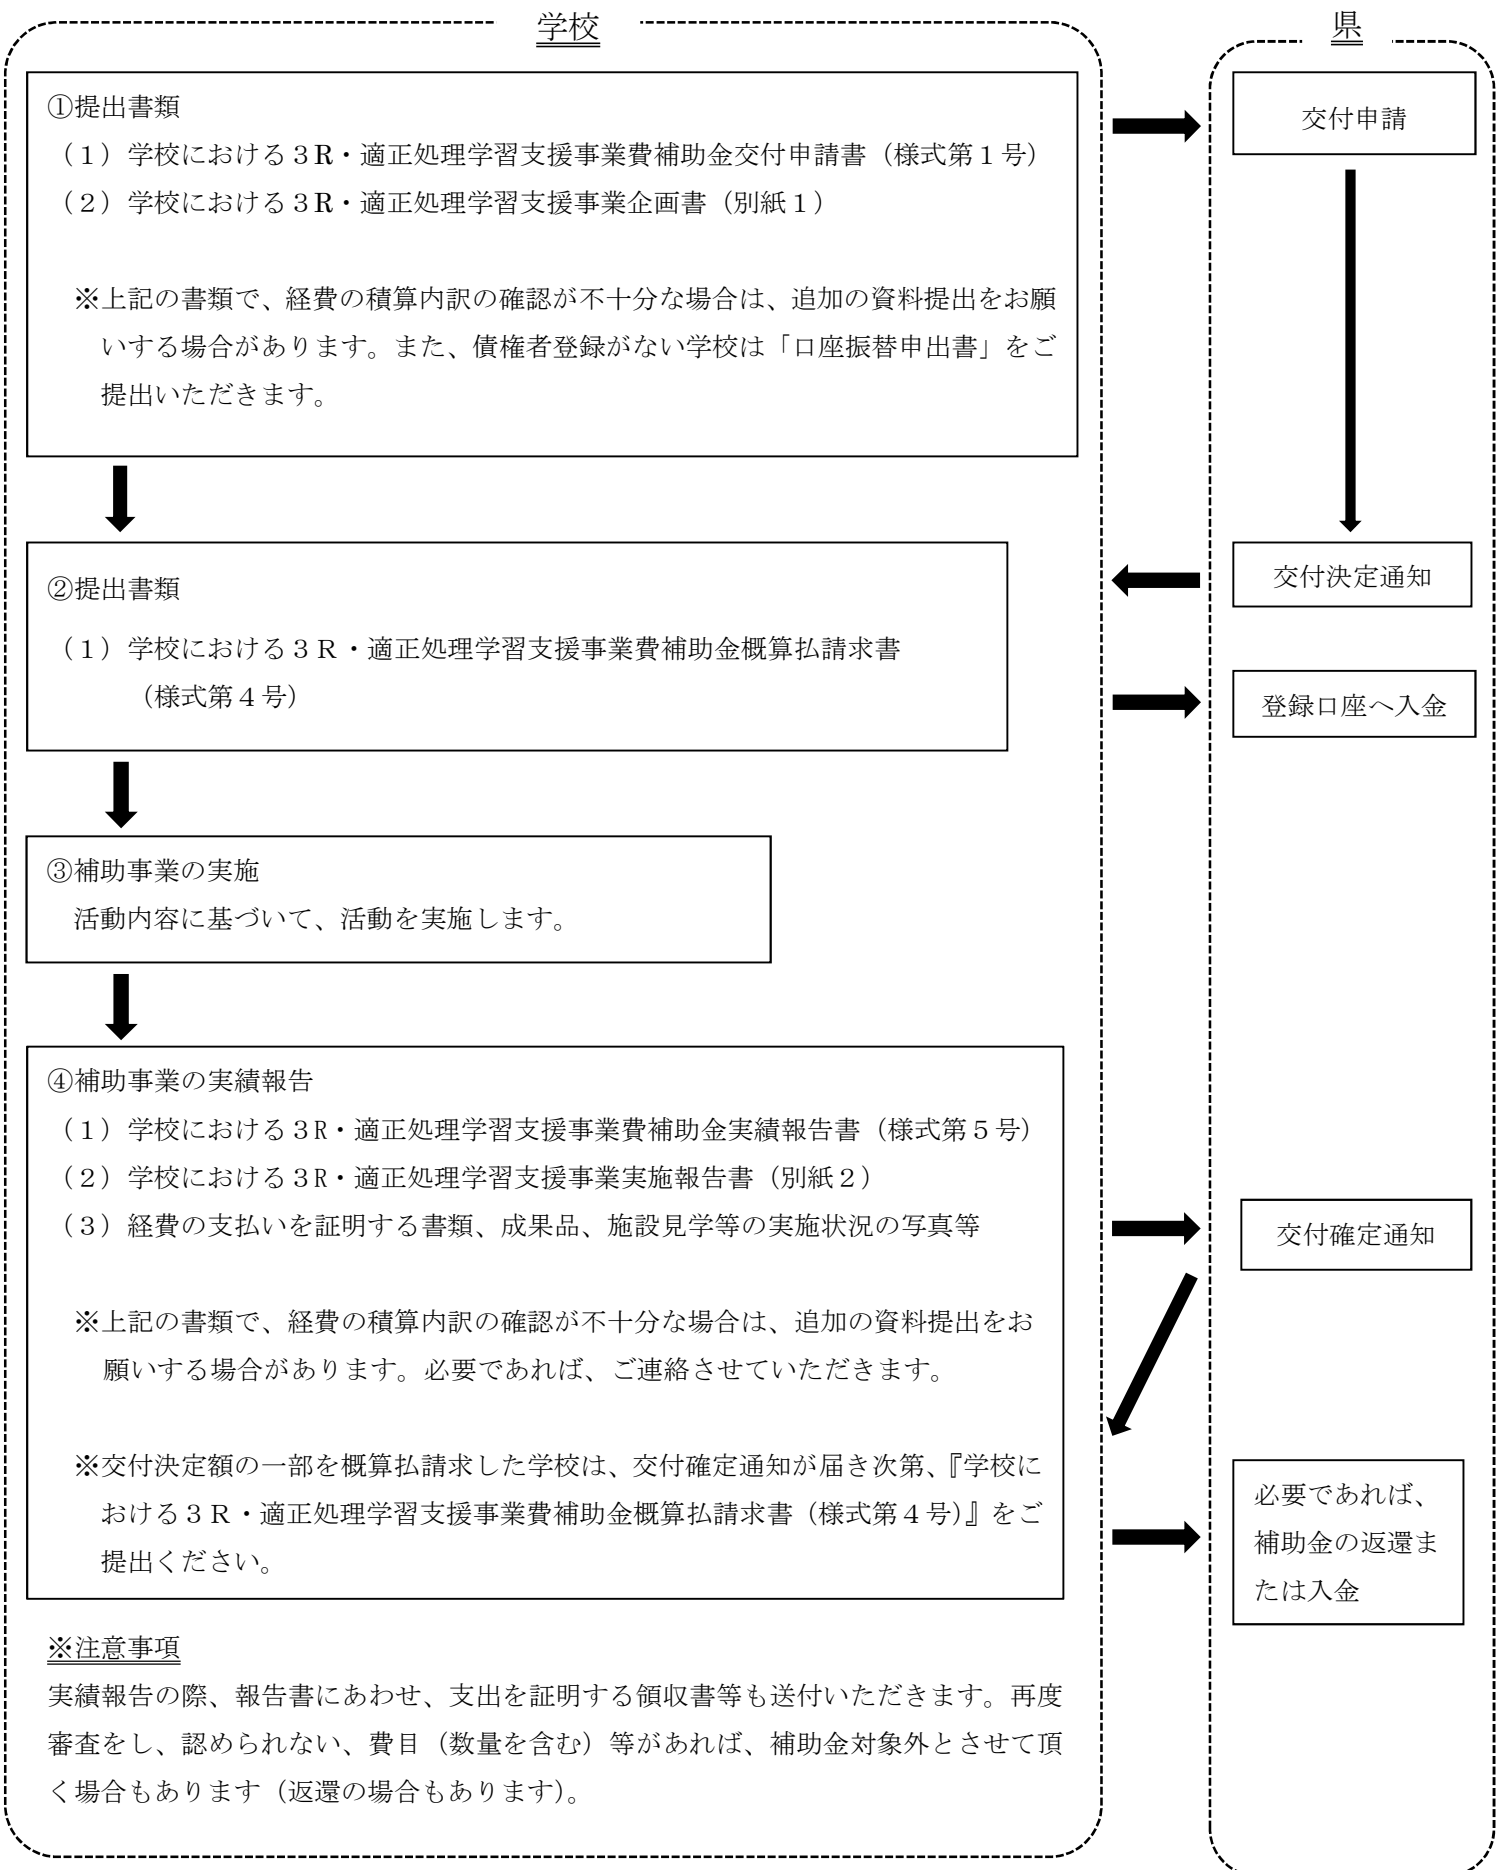 学校
①提出書類
（１）学校における３R・適正処理学習支援事業費補助金交付申請書（様式第１号）
（２）学校における３R・適正処理学習支援事業企画書（別紙１）
※上記の書類で、経費の積算内訳の確認が不十分な場合は、追加の資料提出をお願
いする場合があります。また、債権者登録がない学校は「口座振替申出書」をご
提出いただきます。
②提出書類
（１）学校における３Ｒ・適正処理学習支援事業費補助金概算払請求書
（様式第４号）
③補助事業の実施
活動内容に基づいて、活動を実施します。
④補助事業の実績報告
（１）学校における３R・適正処理学習支援事業費補助金実績報告書（様式第５号）
（２）学校における３R・適正処理学習支援事業実施報告書（別紙２）
（３）経費の支払いを証明する書類、成果品、施設見学等の実施状況の写真等
※上記の書類で、経費の積算内訳の確認が不十分な場合は、追加の資料提出をお
願いする場合があります。必要であれば、ご連絡させていただきます。
※交付決定額の一部を概算払請求した学校は、交付確定通知が届き次第、『学校に
おける３Ｒ・適正処理学習支援事業費補助金概算払請求書（様式第４号）』をご
提出ください。
※注意事項
実績報告の際、報告書にあわせ、支出を証明する領収書等も送付いただきます。再度
審査をし、認められない、費目（数量を含む）等があれば、補助金対象外とさせて頂
く場合もあります（返還の場合もあります）。
県
交付申請
交付決定通知
登録口座へ入金
交付確定通知
必要であれば、
補助金の返還ま
たは入金